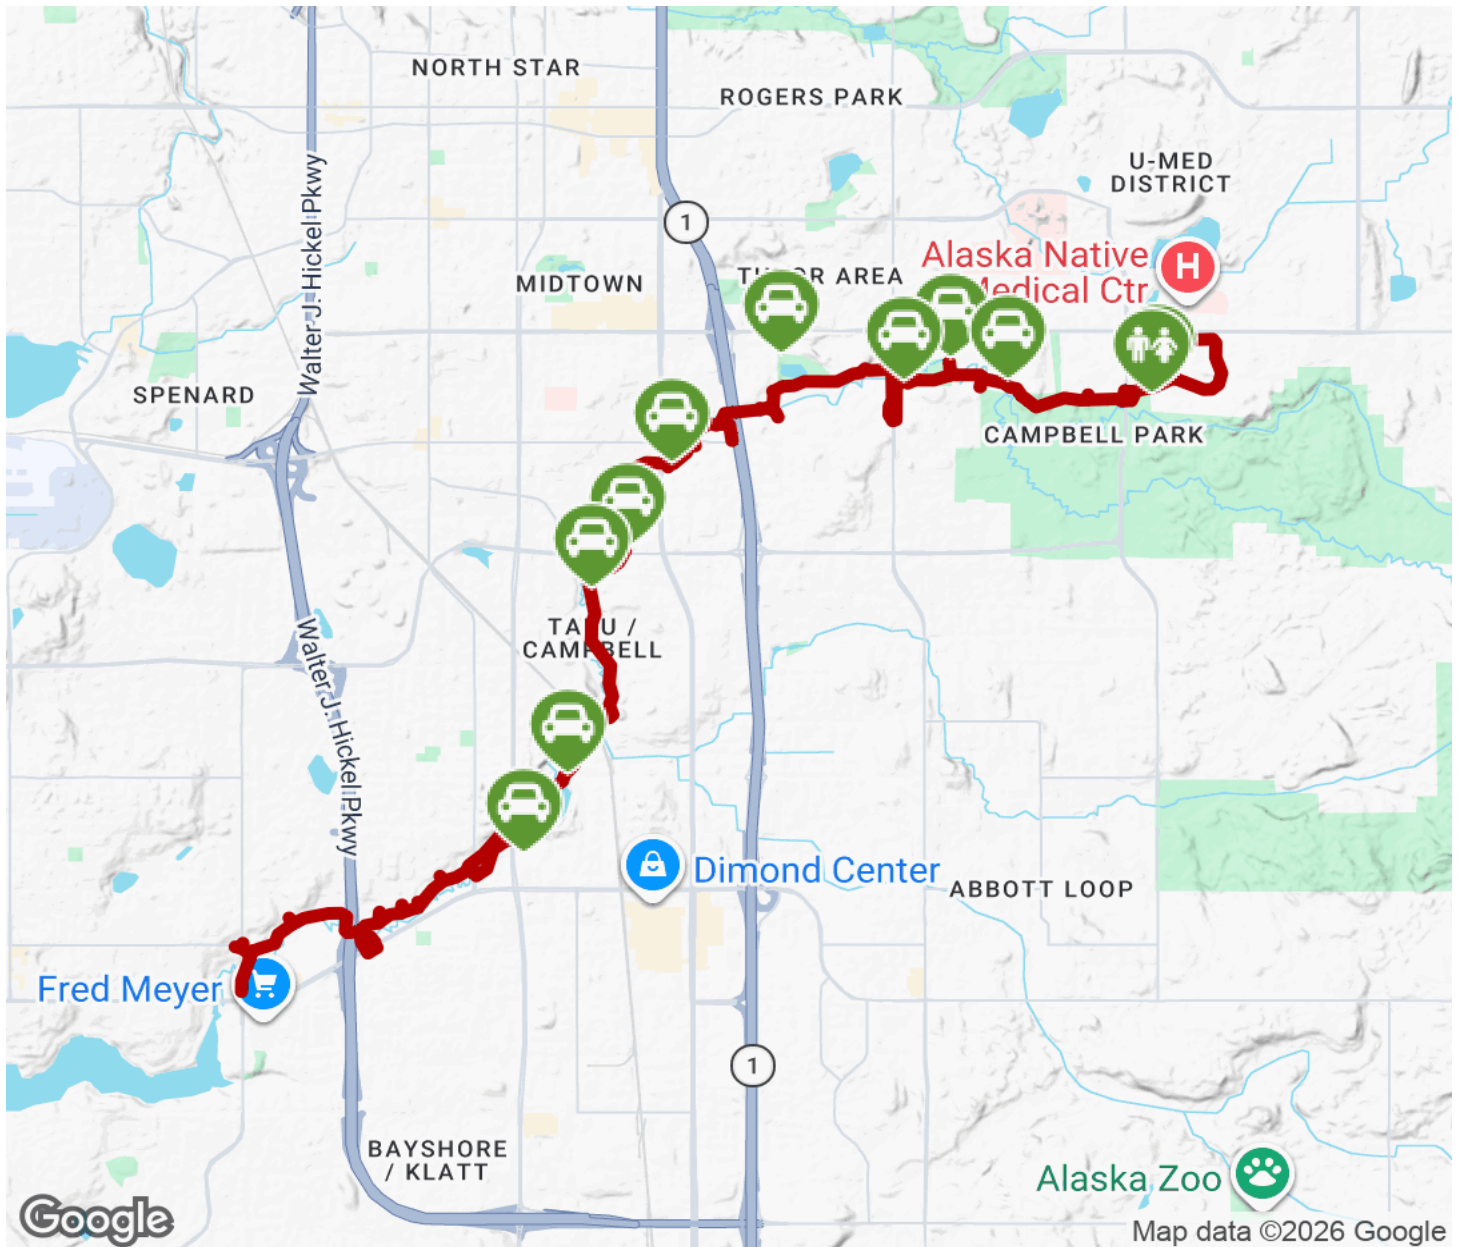 NORTH STAR
ROGERS PARK
U-MED
DISTRICT
Walter J. Hickel Pkwy
1
Alaska Native
Medical Ctr
H
MIDTOWN
AREA
SPENARD
CAMPBELL PARK
TAKU /
CAMPBELL
Walter J. Hickel Pkwy
Dimond Center
ABBOTT LOOP
Fred Meyer
1
BAYSHORE
/ KLATT
Alaska Zoo
Google
Map data ©2026 Google